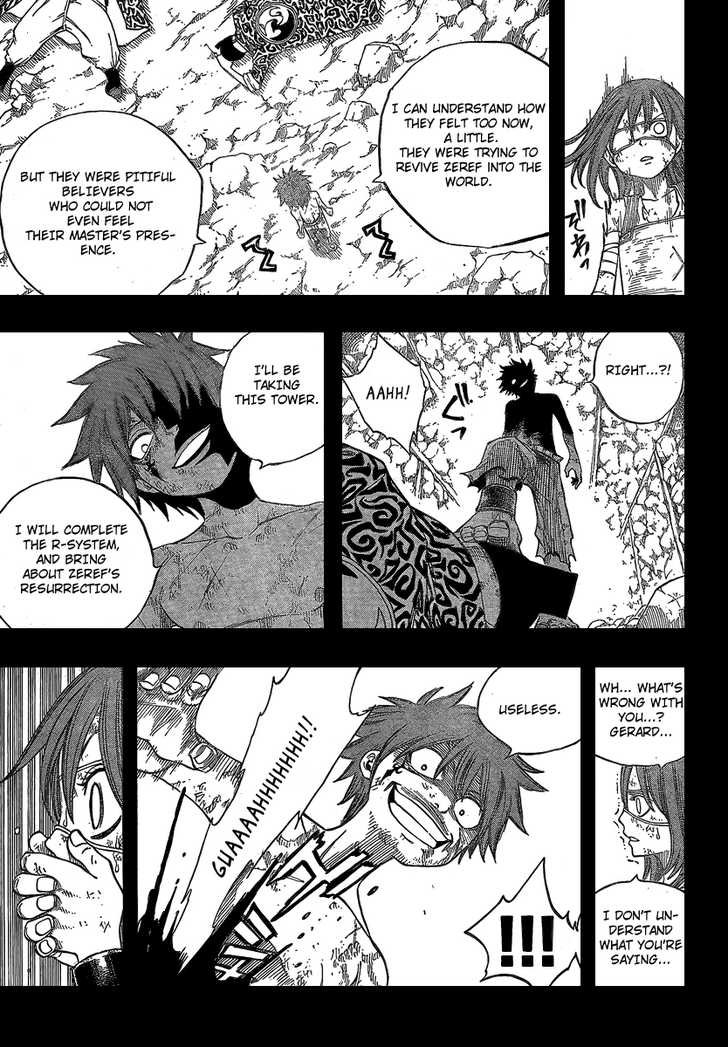 I CAN UNDERSTAND HOW
THEY FELT TOO NOW,
A LITTLE.
THEY WERE TRYING TO
REVIVE ZEREF INTO THE
WORLD.
BUT THEY WERE PITIFUL
BELIEVERS
WHO COULD NOT
EVEN FEEL
THEIR MASTER'S PRES-
ENCE.
RIGHT...?!
AAHH!
I'LL BE
TAKING
THIS TOWER.
I WILL COMPLETE
THE R-SYSTEM,
AND BRING
ABOUT ZEREF'S
RESURRECTION.
WH... WHAT'S
WRONG WITH
YOU...?
GERARD...
I DON'T UN-
DERSTAND
WHAT YOU'RE
SAYING...
USELESS.
!!!
GUAAAAHHHHHHH!!